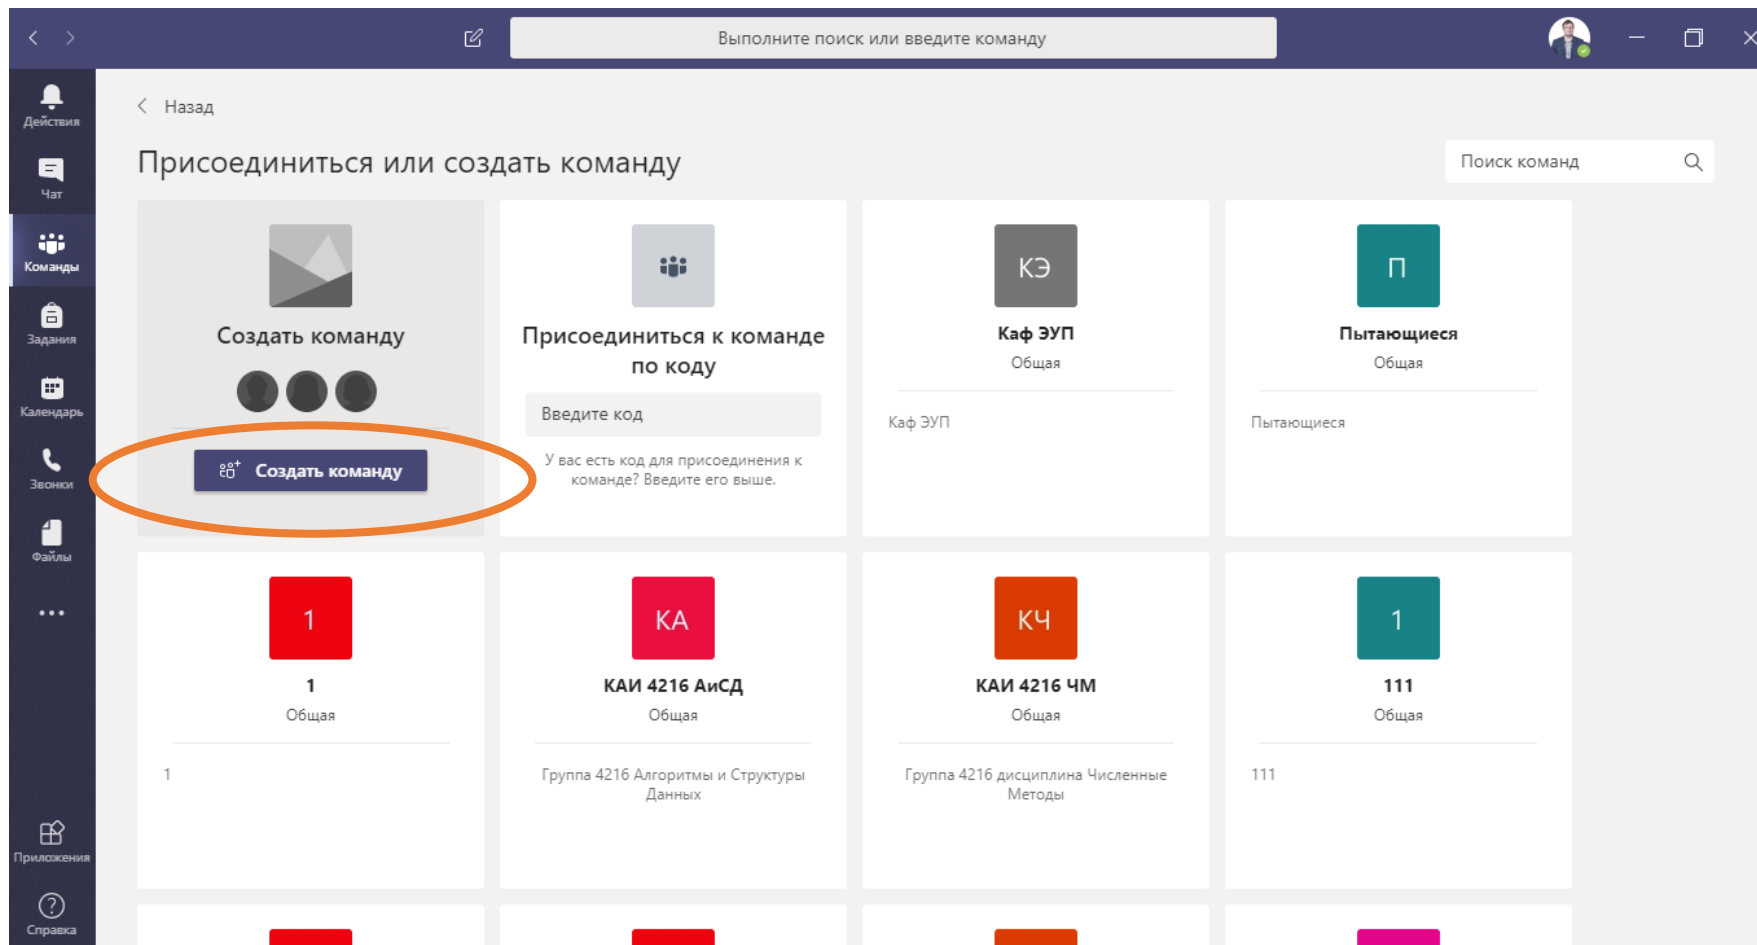 Выполните поиск или введите команду
Действия
Чат
Команды
Задания
Календарь
Звонки
Файлы
Приложения
Справка
Назад
Присоединиться или создать команду
Поиск команд
Создать команду
Создать команду
Присоединиться к команде
по коду
Введите код
У вас есть код для присоединения к
команде? Введите его выше.
КЭ
Каф ЭУП
Общая
Каф ЭУП
П
Пытающиеся
Общая
Пытающиеся
1
1
Общая
1
КА
КАИ 4216 АиСД
Общая
Группа 4216 Алгоритмы и Структуры
Данных
КЧ
КАИ 4216 ЧМ
Общая
Группа 4216 дисциплина Численные
Методы
1
111
Общая
111